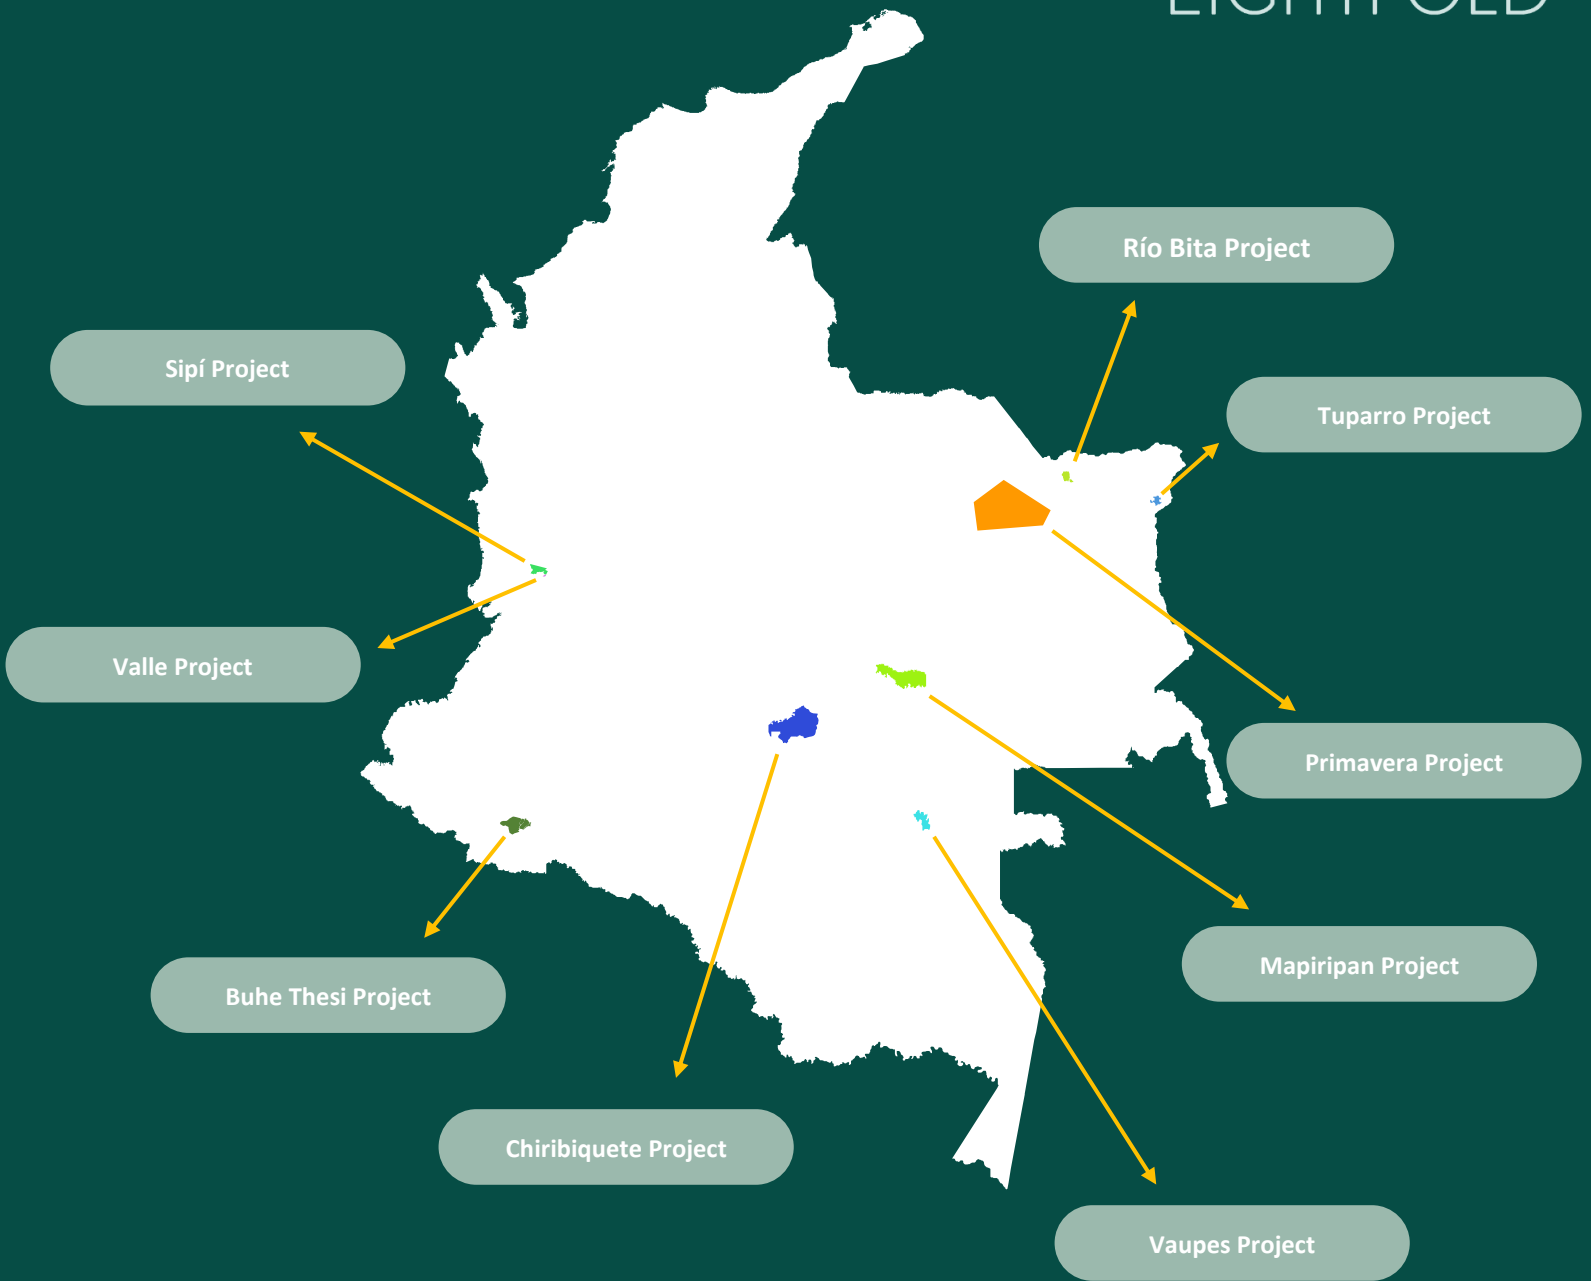 EIGHTFOLD
Río Bita Project
Sipí Project
Tuparro Project
Valle Project
Primavera Project
Mapiripan Project
Buhe Thesi Project
Chiribiquete Project
Vaupes Project